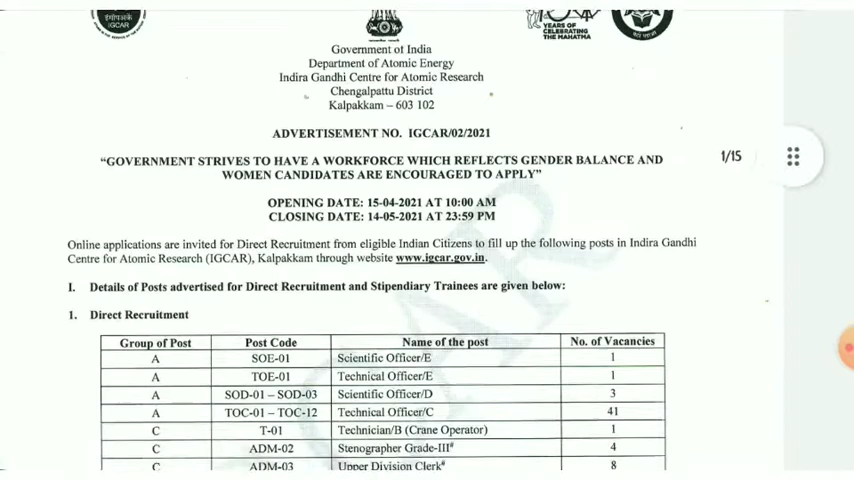 इंगांपअकें
IGCAR
YEARS OF
CELEBRATING
THE MAHATMA
Government of India
Department of Atomic Energy
Indira Gandhi Centre for Atomic Research
Chengalpattu District
Kalpakkam – 603 102
ADVERTISEMENT NO. IGCAR/02/2021
“GOVERNMENT STRIVES TO HAVE A WORKFORCE WHICH REFLECTS GENDER BALANCE AND
WOMEN CANDIDATES ARE ENCOURAGED TO APPLY”
1/15
OPENING DATE: 15-04-2021 AT 10:00 AM
CLOSING DATE: 14-05-2021 AT 23:59 PM
Online applications are invited for Direct Recruitment from eligible Indian Citizens to fill up the following posts in Indira Gandhi
Centre for Atomic Research (IGCAR), Kalpakkam through website www.igcar.gov.in.
I. Details of Posts advertised for Direct Recruitment and Stipendiary Trainees are given below:
1. Direct Recruitment
Group of Post Post Code Name of the post No. of Vacancies
A SOE-01 Scientific Officer/E 1
A TOE-01 Technical Officer/E 1
A SOD-01 – SOD-03 Scientific Officer/D 3
A TOC-01 – TOC-12 Technical Officer/C 41
C T-01 Technician/B (Crane Operator) 1
C ADM-02 Stenographer Grade-III# 4
C ADM-03 Upper Division Clerk# 8